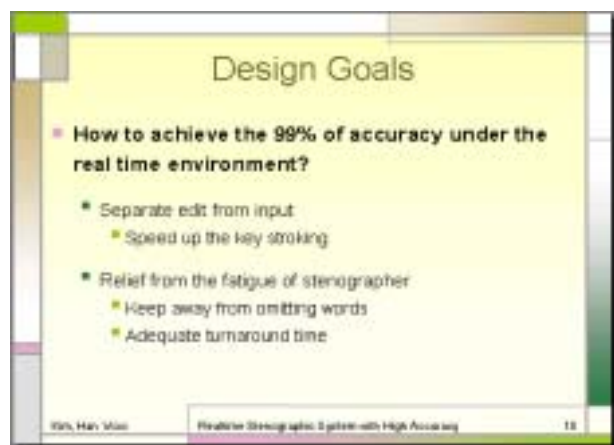 Design Goals
How to achieve the 99% of accuracy under the
real time environment?
Separate edit from input
Speed up the key stroking
Relief from the fatigue of stenographer
Keep away from omitting words
Adequate turnaround time
Kim, Han Woo
Realtime Stenographic System with High Accuracy